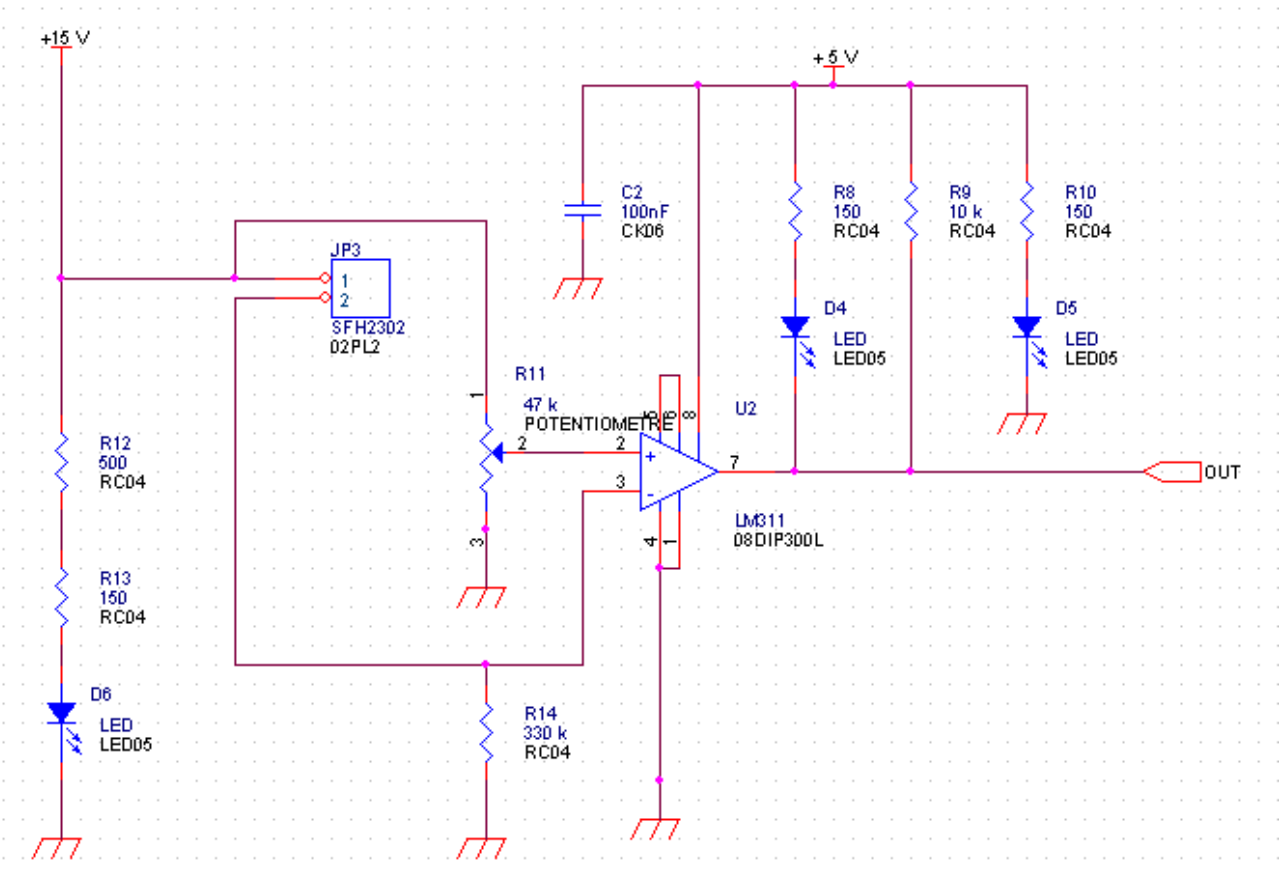 +15 V
+5 V
C2
100nF
CK06
R8
150
RC04
R9
10 k
RC04
R10
150
RC04
JP3
1
2
SFH2302
02PL2
D4
LED
LED05
D5
LED
LED05
R11
47 k
POTENTIOMETRE
1
2
3
5
6
8
U2
2
+
3
-
7
4
1
LM311
08DIP300L
OUT
R12
500
RC04
R13
150
RC04
D6
LED
LED05
R14
330 k
RC04